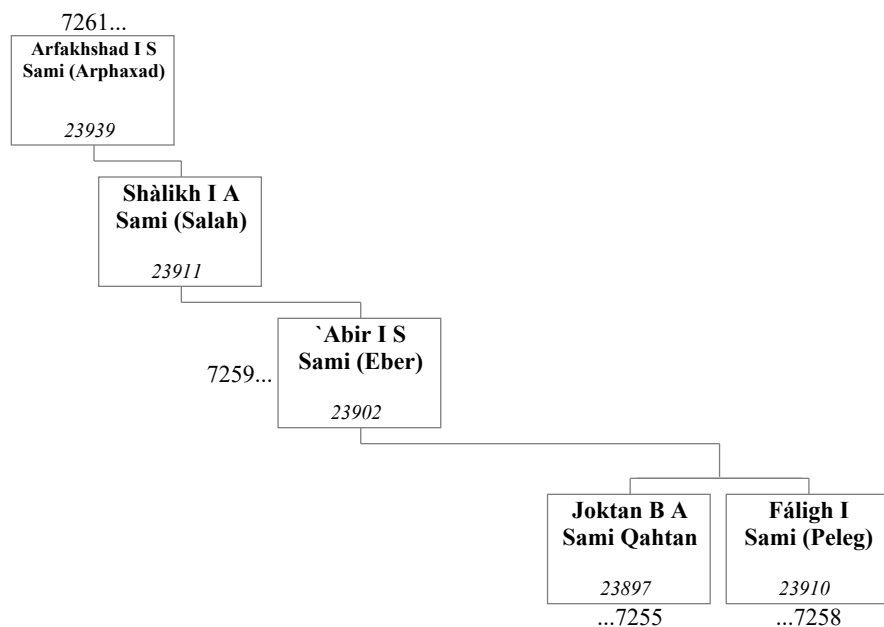 7261...
Arfakhshad I S
Sami (Arphaxad)
23939
Shàlikh I A
Sami (Salah)
23911
`Abir I S
Sami (Eber)
7259...
23902
Joktan B A
Sami Qahtan
23897
...7255
Fáligh I
Sami (Peleg)
23910
...7258